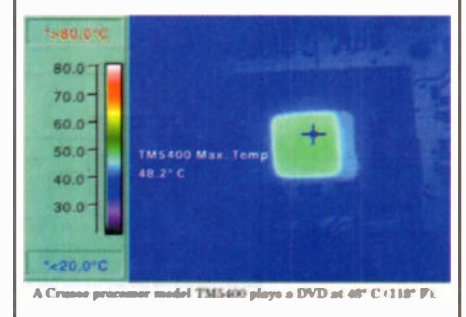 *>80.0°C
80.0
70.0
60.0
50.0
40.0
30.0
*<20.0°C
TM5400 Max. Temp
48.2° C
A Crusoe processor model TM5400 plays a DVD at 48° C (118° F).